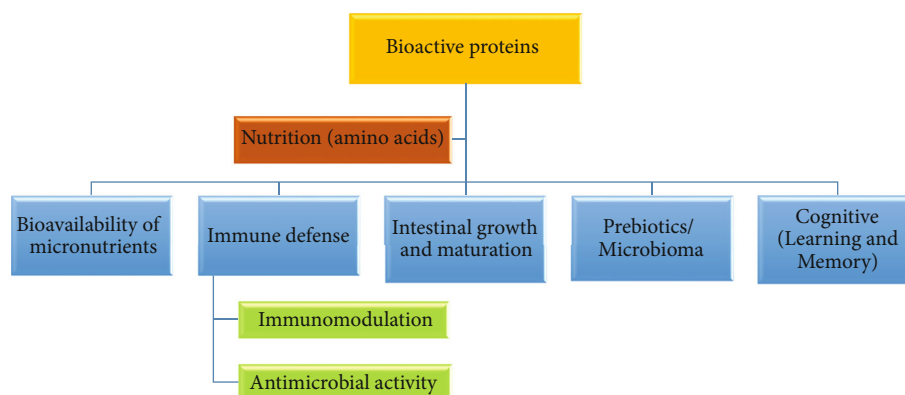 Bioactive proteins
Nutrition (amino acids)
Bioavailability of
micronutrients
Immune defense
Intestinal growth
and maturation
Prebiotics/
Microbioma
Cognitive
(Learning and
Memory)
Immunomodulation
Antimicrobial activity